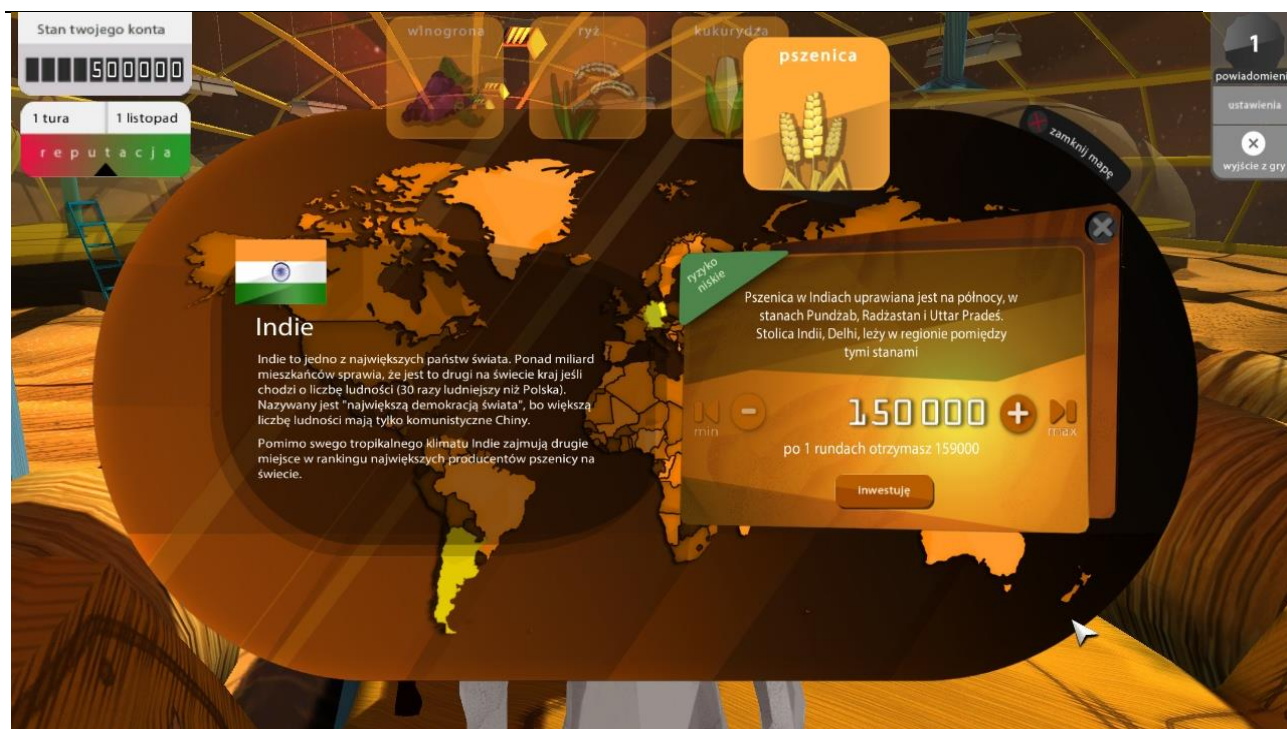 Stan twojego konta
500000
1 tura
1 listopad
reputacja
winogrona
ryż
kukurydza
pszenica
zamknij mapę
1
powiadomieni
ustawienia
wyjście z gry
Indie
Indie to jedno z największych państw świata. Ponad miliard
mieszkańców sprawia, że jest to drugi na świecie kraj jeśli
chodzi o liczbę ludności (30 razy ludniejszy niż Polska).
Nazywany jest "największą demokracją świata", bo większą
liczbę ludności mają tylko komunistyczne Chiny.
Pomimo swego tropikalnego klimatu Indie zajmują drugie
miejsce w rankingu największych producentów pszenicy na
świecie.
ryzyko
niskie
Pszenica w Indiach uprawiana jest na północy, w
stanach Pundżab, Radżastan i Uttar Pradeś.
Stolica Indii, Delhi, leży w regionie pomiędzy
tymi stanami
min
150000
max
po 1 rundach otrzymasz 159000
inwestuję